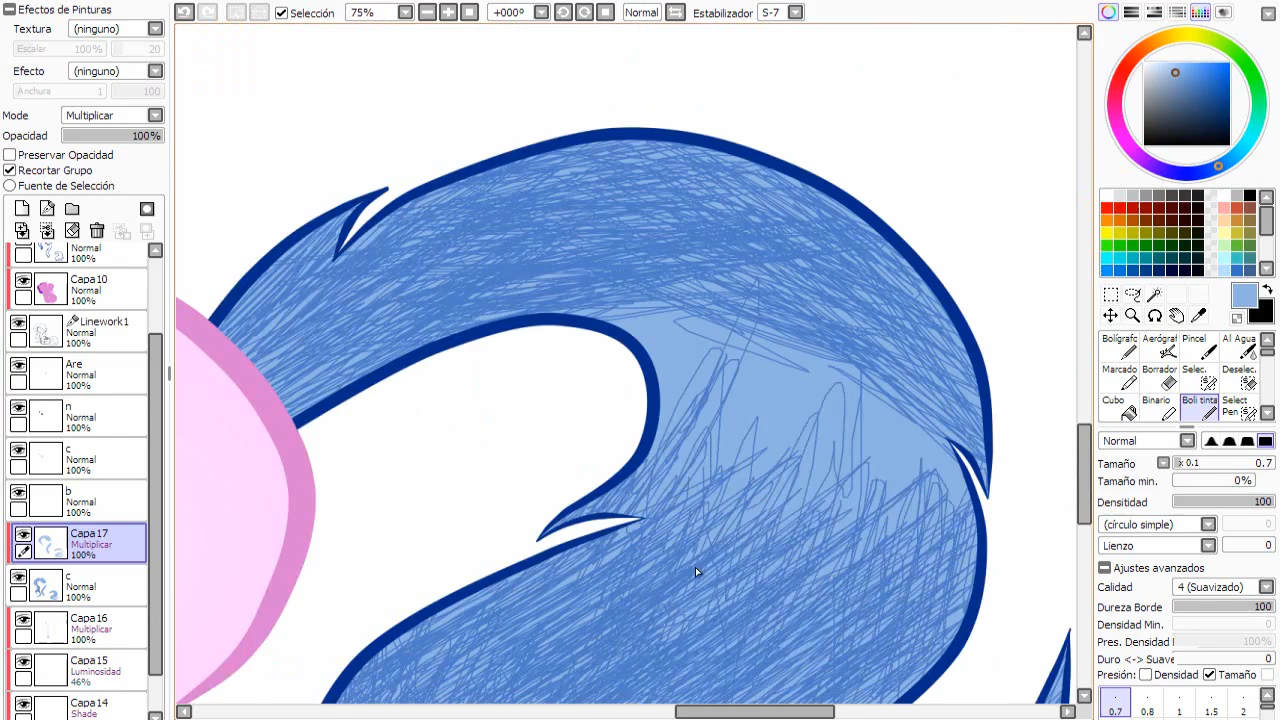 Efectos de Pinturas
Textura (ninguno)
Escalar 100% 20
Efecto (ninguno)
Anchura 1 100
Mode Multiplicar
Opacidad 100%
Preservar Opacidad
Recortar Grupo
Fuente de Selección
Normal
100%
Capa10
Normal
100%
Linework1
Normal
100%
Are
Normal
100%
n
Normal
100%
c
Normal
100%
b
Normal
100%
Capa17
Multiplicar
100%
c
Normal
100%
Capa16
Multiplicar
100%
Capa15
Luminosidad
46%
Capa14
Shade
Selección 75% +000º Normal Estabilizador S-7
Bolígrafc Aerógraf Pincel Al Agua
Marcado Borrador Selec. Deselec.
Cubo Binario Boli tinta Select
Pen
Normal
Tamaño x 0.1 0.7
Tamaño min. 0%
Densitidad 100
(círculo simple) 0
Lienzo 0
Ajustes avanzados
Calidad 4 (Suavizado)
Dureza Borde 100
Densidad Min. 0
Pres. Densidad 100%
Duro <-> Suave 0
Presión: Densidad Tamaño
0.7 0.8 1 1.5 2